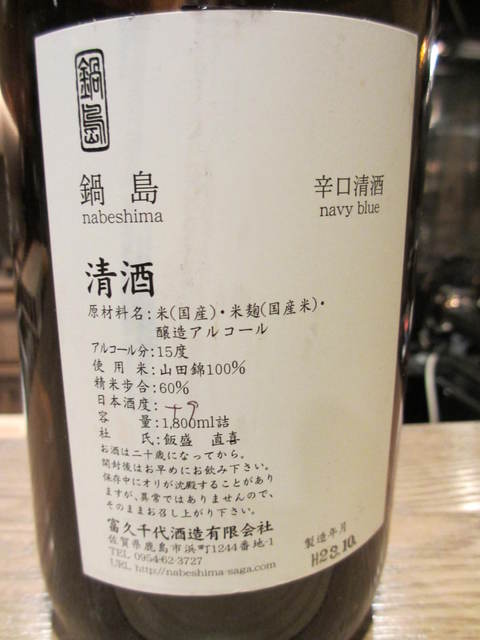 鍋島
鍋島
nabeshima
辛口清酒
navy blue
清酒
原材料名:米(国産)・米麹(国産米)・
醸造アルコール
アルコール分:15度
使用米:山田錦100%
精米歩合:60%
日本酒度:
容量:1,800ml詰
杜氏:飯盛 直喜
お酒は二十歳になってから。
開封後はお早めにお飲み下さい。
保存中にオリが沈殿することがあり
ますが、異常ではありませんので、
そのままお召し上がり下さい。
富久千代酒造有限会社
佐賀県鹿島市浜町1244番地-1
TEL 0954-62-3727
URL http://nabeshima-saga.com
製造年月
H28.10.